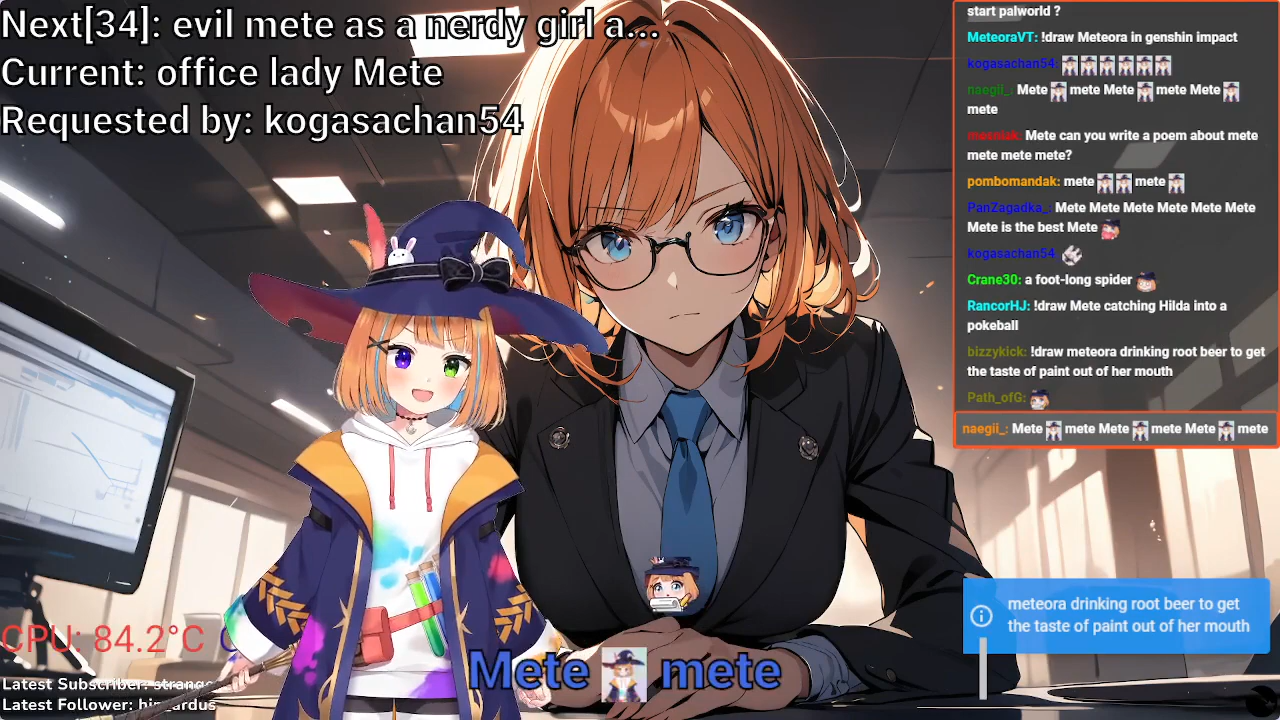 Next[34]: evil mete as a nerdy girl a...
Current: office lady Mete
Requested by: kogasachan54
start palworld ?
MeteoraVT: !draw Meteora in genshin impact
kogasachan54:
naegii_: Mete mete Mete mete Mete
mete
Mete can you write a poem about mete
mete mete mete?
pombomandak: mete mete
PanZagadka_: Mete Mete Mete Mete Mete Mete
Mete is the best Mete
kogasachan54
Crane30: a foot-long spider
RancorHJ: !draw Mete catching Hilda into a
pokeball
bizzykick: !draw meteora drinking root beer to get
the taste of paint out of her mouth
Path_ofG:
naegii_: Mete mete Mete mete Mete mete
meteora drinking root beer to get
the taste of paint out of her mouth
CPU: 84.2°C
Mete mete
Latest Subscriber:
Latest Follower: